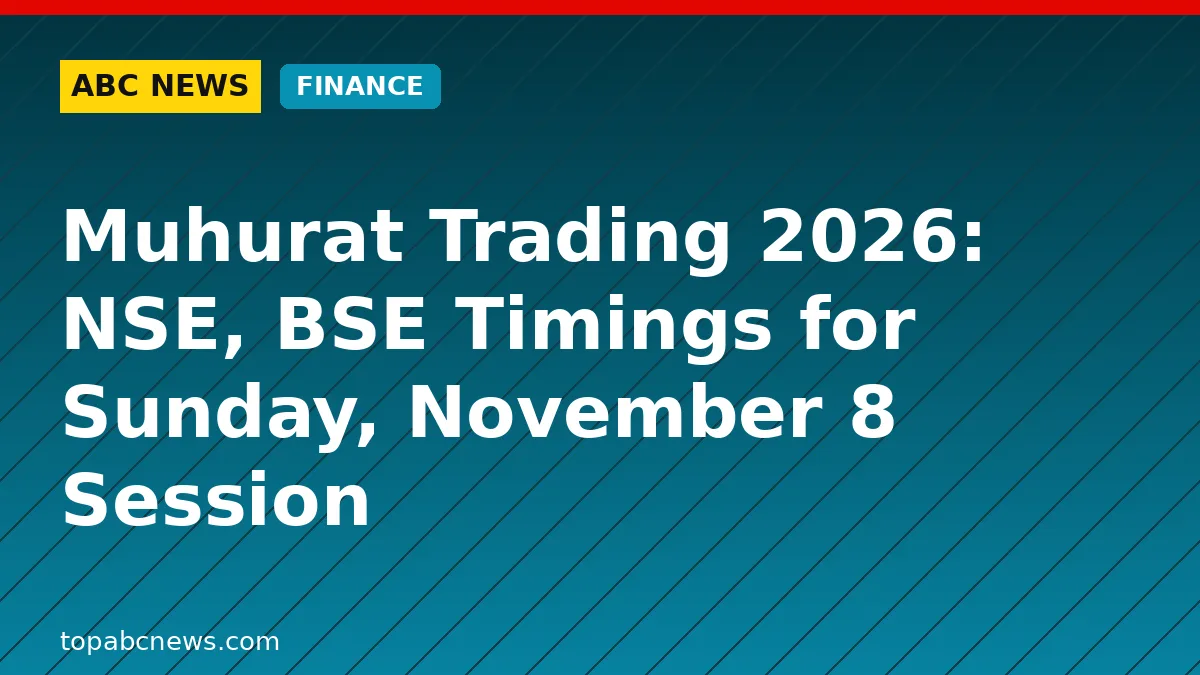 ABC NEWS
FINANCE
Muhurat Trading 2026:
NSE, BSE Timings for
Sunday, November 8
Session
topabcnews.com